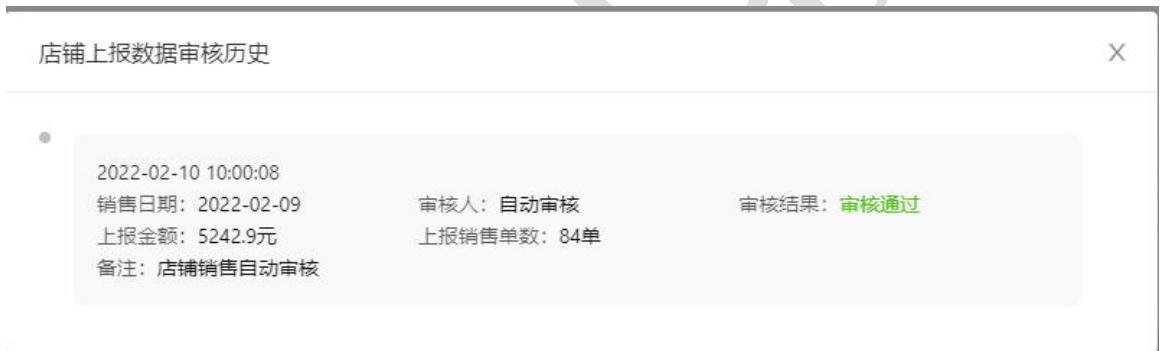 店铺上报数据审核历史
2022-02-10 10:00:08
销售日期：2022-02-09 审核人：自动审核 审核结果：审核通过
上报金额：5242.9元 上报销售单数：84单
备注：店铺销售自动审核